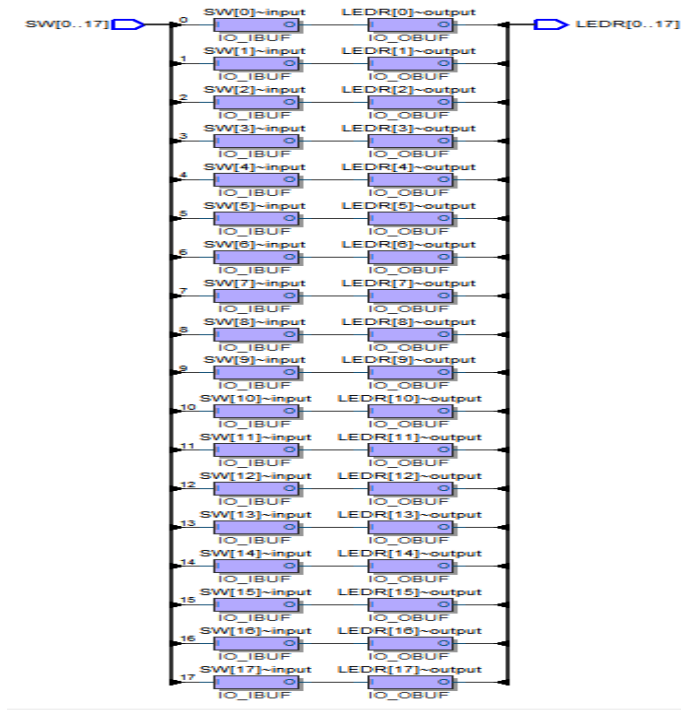 SW[0..17] 0 SW[0]~input LEDR[0]~output LEDR[0..17]
IO_IBUF IO_OBUF
SW[1]~input LEDR[1]~output
1
IO_IBUF IO_OBUF
SW[2]~input LEDR[2]~output
2
IO_IBUF IO_OBUF
SW[3]~input LEDR[3]~output
3
IO_IBUF IO_OBUF
SW[4]~input LEDR[4]~output
4
IO_IBUF IO_OBUF
SW[5]~input LEDR[5]~output
5
IO_IBUF IO_OBUF
SW[6]~input LEDR[6]~output
6
IO_IBUF IO_OBUF
SW[7]~input LEDR[7]~output
7
IO_IBUF IO_OBUF
SW[8]~input LEDR[8]~output
8
IO_IBUF IO_OBUF
SW[9]~input LEDR[9]~output
9
IO_IBUF IO_OBUF
SW[10]~input LEDR[10]~output
10
IO_IBUF IO_OBUF
SW[11]~input LEDR[11]~output
11
IO_IBUF IO_OBUF
SW[12]~input LEDR[12]~output
12
IO_IBUF IO_OBUF
SW[13]~input LEDR[13]~output
13
IO_IBUF IO_OBUF
SW[14]~input LEDR[14]~output
14
IO_IBUF IO_OBUF
SW[15]~input LEDR[15]~output
15
IO_IBUF IO_OBUF
SW[16]~input LEDR[16]~output
16
IO_IBUF IO_OBUF
SW[17]~input LEDR[17]~output
17
IO_IBUF IO_OBUF